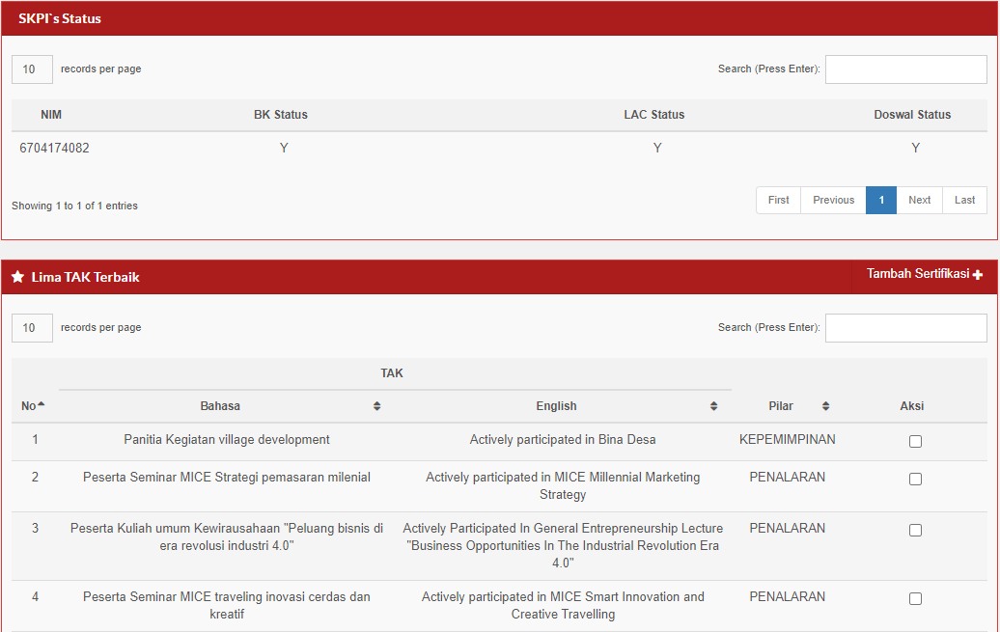 SKPI`s Status
10 records per page Search (Press Enter):
NIM BK Status LAC Status Doswal Status
6704174082 Y Y Y
Showing 1 to 1 of 1 entries First Previous 1 Next Last
Lima TAK Terbaik Tambah Sertifikasi
10 records per page Search (Press Enter):
TAK
No Bahasa English Pilar Aksi
1 Panitia Kegiatan village development Actively participated in Bina Desa KEPEMIMPINAN
2 Peserta Seminar MICE Strategi pemasaran milenial Actively participated in MICE Millennial Marketing PENALARAN
Strategy
3 Peserta Kuliah umum Kewirausahaan "Peluang bisnis di Actively Participated In General Entrepreneurship Lecture PENALARAN
era revolusi industri 4.0" "Business Opportunities In The Industrial Revolution Era
4.0"
4 Peserta Seminar MICE traveling inovasi cerdas dan Actively participated in MICE Smart Innovation and PENALARAN
kreatif Creative Travelling